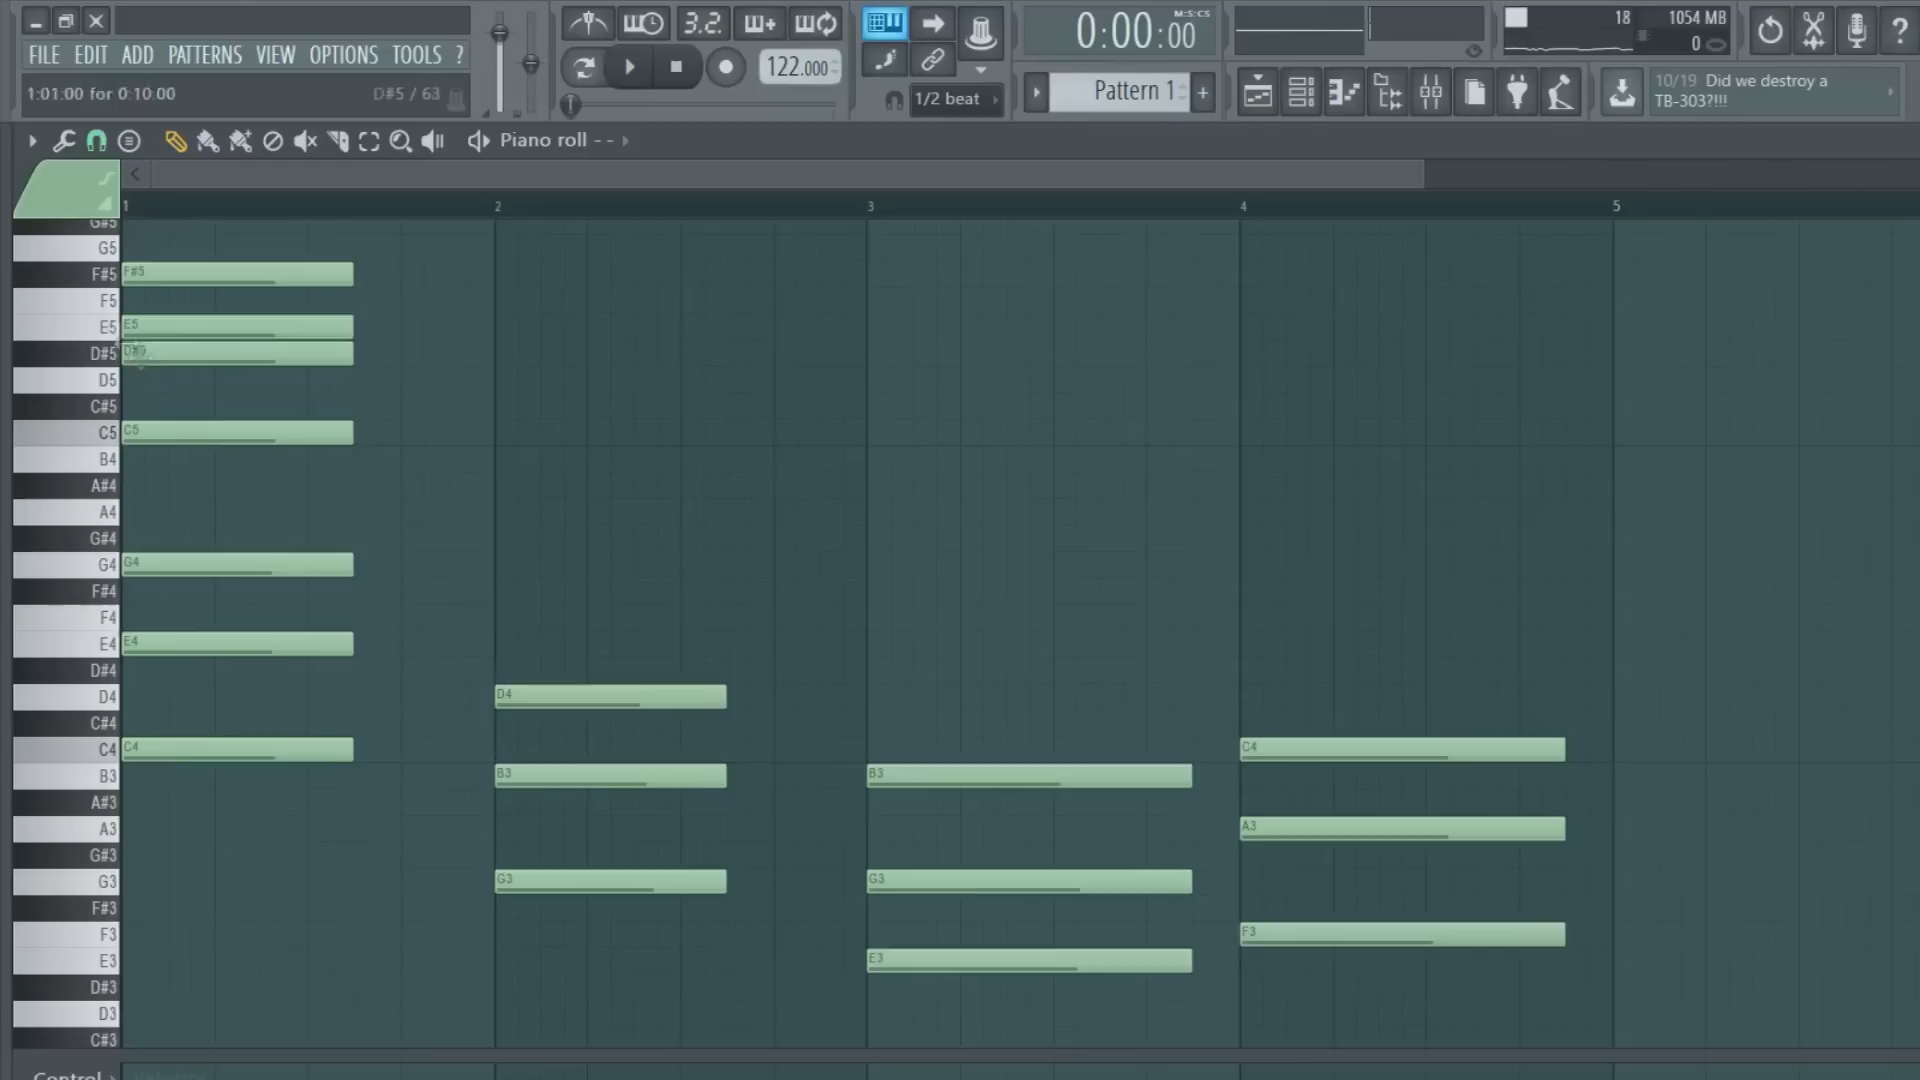 3.2.
0:00:00
M:S:CS
18
1054 MB
0
FILE EDIT ADD PATTERNS VIEW OPTIONS TOOLS ?
122.000
?
1:01:00 for 0:10.00
D#5 / 63
1/2 beat
Pattern 1
+
10/19 Did we destroy a
TB-303?!!!
Piano roll - -
1 2 3 4 5
G#5
G5
F#5 F#5
F5
E5 E5
D#5 D#5
D5
C#5
C5 C5
B4
A#4
A4
G#4
G4 G4
F#4
F4
E4 E4
D#4
D4 D4
C#4
C4 C4 C4
B3 B3 B3
A#3
A3 A3
G#3
G3 G3 G3
F#3
F3 F3
E3 E3
D#3
D3
C#3
Control